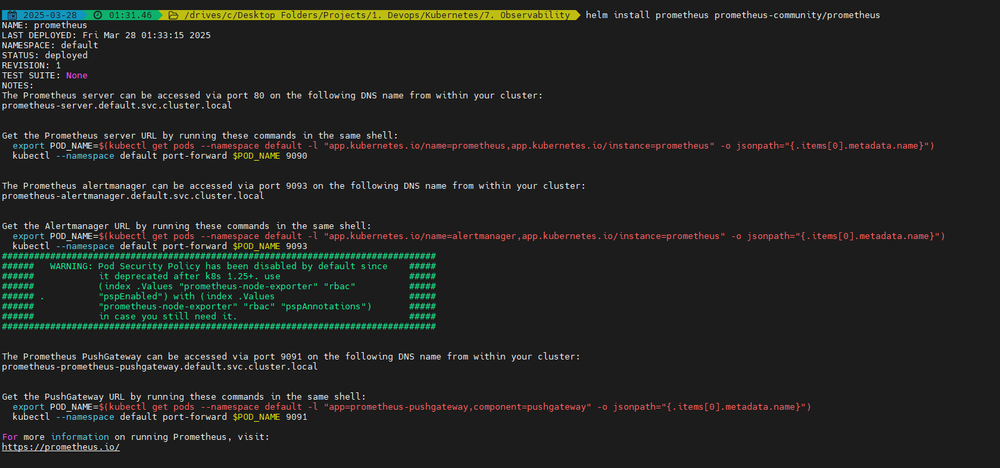 2025-03-28 01:31.46 /drives/c/Desktop Folders/Projects/1. Devops/Kubernetes/7. Observability helm install prometheus prometheus-community/prometheus
NAME: prometheus
LAST DEPLOYED: Fri Mar 28 01:33:15 2025
NAMESPACE: default
STATUS: deployed
REVISION: 1
TEST SUITE: None
NOTES:
The Prometheus server can be accessed via port 80 on the following DNS name from within your cluster:
prometheus-server.default.svc.cluster.local
Get the Prometheus server URL by running these commands in the same shell:
  export POD_NAME=$(kubectl get pods --namespace default -l "app.kubernetes.io/name=prometheus,app.kubernetes.io/instance=prometheus" -o jsonpath="{.items[0].metadata.name}")
  kubectl --namespace default port-forward $POD_NAME 9090
The Prometheus alertmanager can be accessed via port 9093 on the following DNS name from within your cluster:
prometheus-alertmanager.default.svc.cluster.local
Get the Alertmanager URL by running these commands in the same shell:
  export POD_NAME=$(kubectl get pods --namespace default -l "app.kubernetes.io/name=alertmanager,app.kubernetes.io/instance=prometheus" -o jsonpath="{.items[0].metadata.name}")
  kubectl --namespace default port-forward $POD_NAME 9093
#################################################################################
######   WARNING: Pod Security Policy has been disabled by default since    #####
######            it deprecated after k8s 1.25+. use                        #####
######            (index .Values "prometheus-node-exporter" "rbac"          #####
###### .          "pspEnabled") with (index .Values                         #####
######            "prometheus-node-exporter" "rbac" "pspAnnotations")       #####
######            in case you still need it.                                #####
#################################################################################
The Prometheus PushGateway can be accessed via port 9091 on the following DNS name from within your cluster:
prometheus-prometheus-pushgateway.default.svc.cluster.local
Get the PushGateway URL by running these commands in the same shell:
  export POD_NAME=$(kubectl get pods --namespace default -l "app=prometheus-pushgateway,component=pushgateway" -o jsonpath="{.items[0].metadata.name}")
  kubectl --namespace default port-forward $POD_NAME 9091
For more information on running Prometheus, visit:
https://prometheus.io/